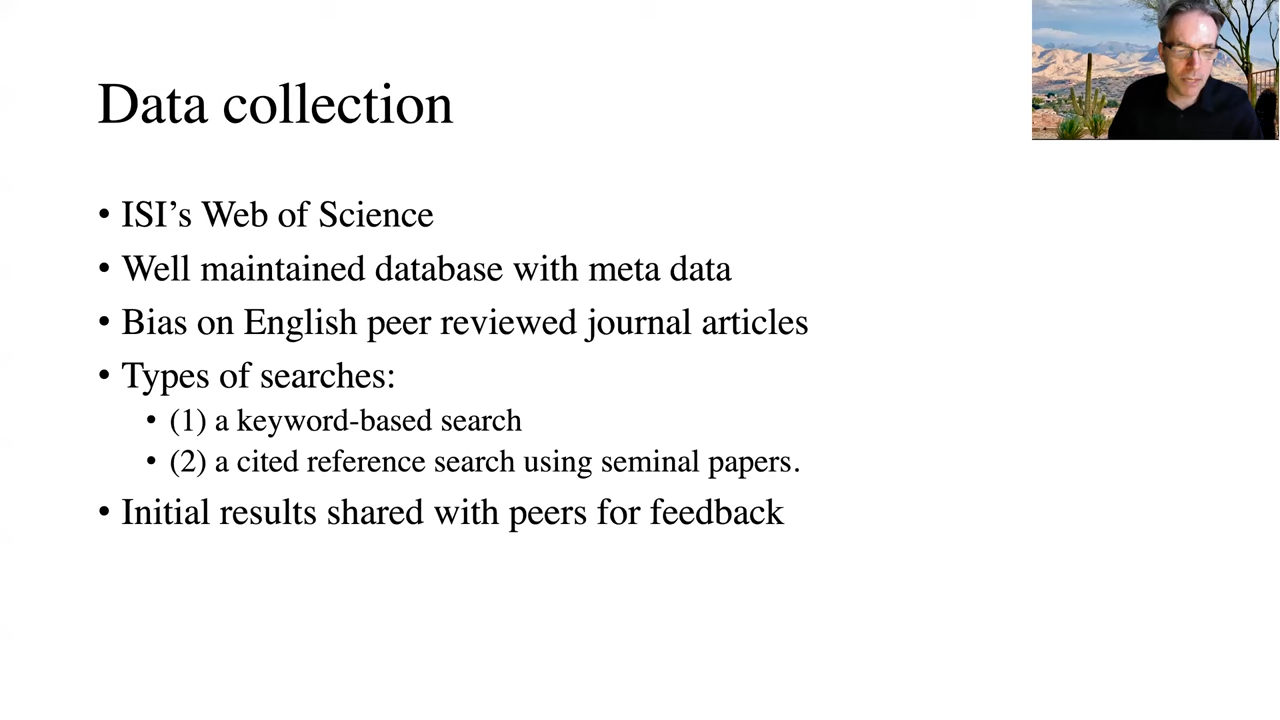 Data collection
• ISI’s Web of Science
• Well maintained database with meta data
• Bias on English peer reviewed journal articles
• Types of searches:
• (1) a keyword-based search
• (2) a cited reference search using seminal papers.
• Initial results shared with peers for feedback